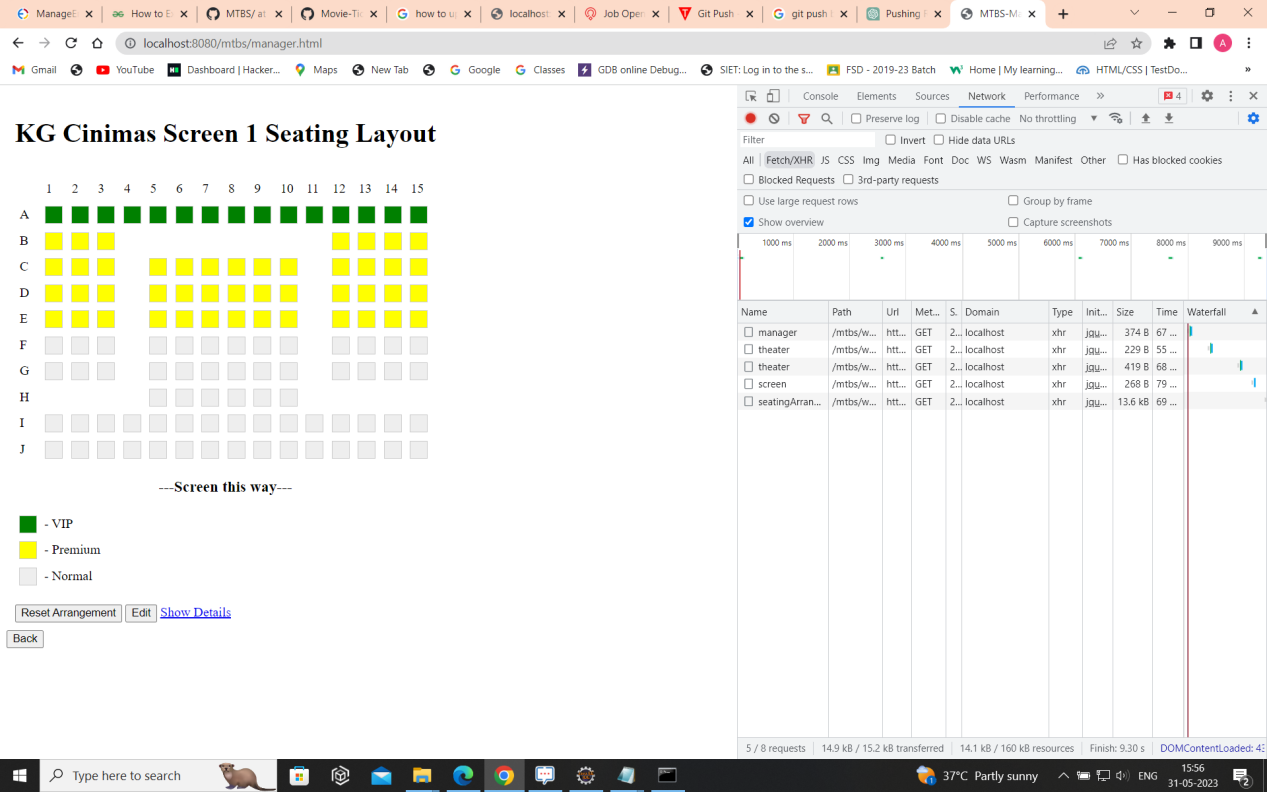 ManageE
How to E
MTBS/ at
Movie-Tic
how to up
localhost
Job Open
Git Push
git push
Pushing
MTBS-Ma
localhost:8080/mtbs/manager.html
Gmail
YouTube
Dashboard | Hacker...
Maps
New Tab
Google
Classes
GDB online Debug...
SIET: Log in to the s...
FSD - 2019-23 Batch
Home | My learning...
HTML/CSS | TestDo...
»
KG Cinimas Screen 1 Seating Layout
1 2 3 4 5 6 7 8 9 10 11 12 13 14 15
A
B
C
D
E
F
G
H
I
J
---Screen this way---
- VIP
- Premium
- Normal
Reset Arrangement Edit Show Details
Back
Console Elements Sources Network Performance » 4
Preserve log Disable cache No throttling
Filter Invert Hide data URLs
All Fetch/XHR JS CSS Img Media Font Doc WS Wasm Manifest Other Has blocked cookies
Blocked Requests 3rd-party requests
Use large request rows Group by frame
Show overview Capture screenshots
1000 ms 2000 ms 3000 ms 4000 ms 5000 ms 6000 ms 7000 ms 8000 ms 9000 ms
Name Path Url Met... S. Domain Type Init... Size Time Waterfall
manager /mtbs/w... htt... GET 2... localhost xhr jqu... 374 B 67 ...
theater /mtbs/w... htt... GET 2... localhost xhr jqu... 229 B 55 ...
theater /mtbs/w... htt... GET 2... localhost xhr jqu... 419 B 68 ...
screen /mtbs/w... htt... GET 2... localhost xhr jqu... 268 B 79 ...
seatingArran... /mtbs/w... htt... GET 2... localhost xhr jqu... 13.6 kB 69 ...
5 / 8 requests 14.9 kB / 15.2 kB transferred 14.1 kB / 160 kB resources Finish: 9.30 s DOMContentLoaded: 43
Type here to search
37°C Partly sunny
ENG
15:56
31-05-2023
2